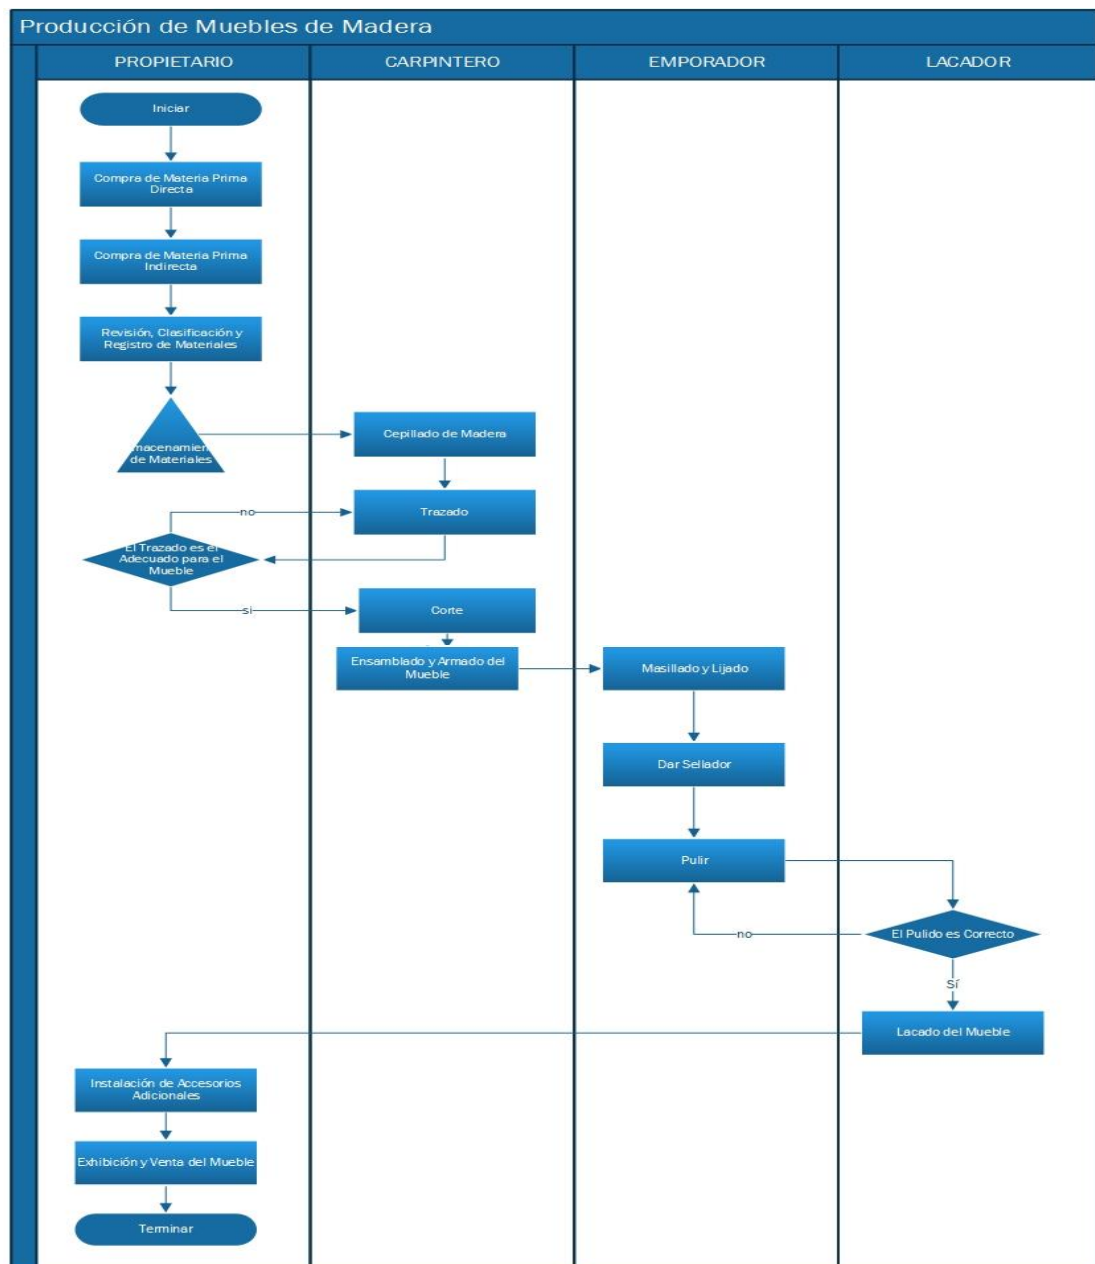 Producción de Muebles de Madera
PROPIETARIO
CARPINTERO
EMPORADOR
LACADOR
Iniciar
Compra de Materia Prima
Directa
Compra de Materia Prima
Indirecta
Revisión, Clasificación y
Registro de Materiales
macenamien
de Materiales
Cepillado de Madera
Trazado
no
El Trazado es el
Adecuado para el
Mueble
si
Corte
Ensamblado y Armado del
Mueble
Masillado y Lijado
Dar Sellador
Pulir
El Pulido es Correcto
no
Sí
Lacado del Mueble
Instalación de Accesorios
Adicionales
Exhibición y Venta del Mueble
Terminar